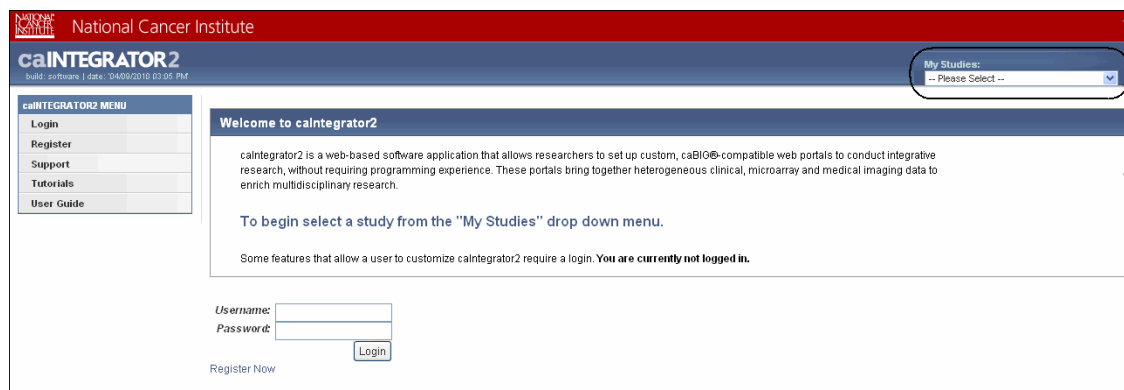 NATIONAL
CANCER
INSTITUTE
National Cancer Institute
caINTEGRATOR2
build: software | date: '04/09/2010 03:05 PM'
My Studies:
-- Please Select --
caINTEGRATOR2 MENU
Login
Register
Support
Tutorials
User Guide
Welcome to caIntegrator2
caIntegrator2 is a web-based software application that allows researchers to set up custom, caBIG®-compatible web portals to conduct integrative
research, without requiring programming experience. These portals bring together heterogeneous clinical, microarray and medical imaging data to
enrich multidisciplinary research.
To begin select a study from the "My Studies" drop down menu.
Some features that allow a user to customize caIntegrator2 require a login. You are currently not logged in.
Username:
Password:
Login
Register Now